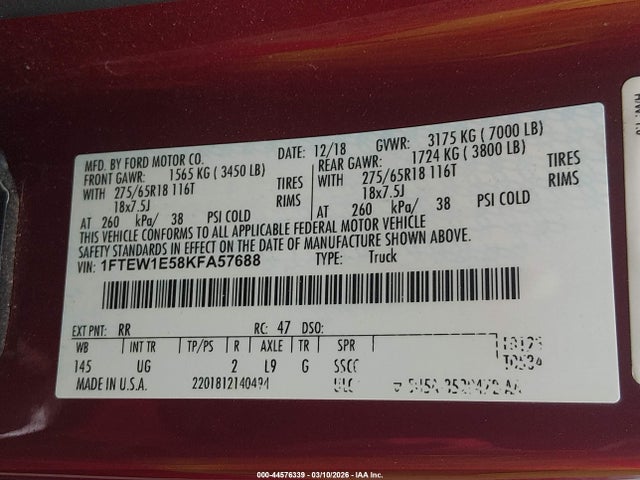 MFD. BY FORD MOTOR CO. DATE: 12/18 GVWR: 3175 KG ( 7000 LB)
FRONT GAWR: 1565 KG ( 3450 LB) REAR GAWR: 1724 KG ( 3800 LB)
WITH 275/65R18 116T TIRES WITH 275/65R18 116T TIRES
18x7.5J RIMS 18x7.5J RIMS
AT 260 kPa/ 38 PSI COLD AT 260 kPa/ 38 PSI COLD
THIS VEHICLE CONFORMS TO ALL APPLICABLE FEDERAL MOTOR VEHICLE
SAFETY STANDARDS IN EFFECT ON THE DATE OF MANUFACTURE SHOWN ABOVE.
VIN: 1FTEW1E58KFA57688 TYPE: Truck
EXT PNT: RR RC: 47 DSO:
WB INT TR TP/PS R AXLE TR SPR
145 UG 2 L9 G
MADE IN U.S.A. 2201812140494
000-44576339 - 03/10/2026 - IAA Inc.